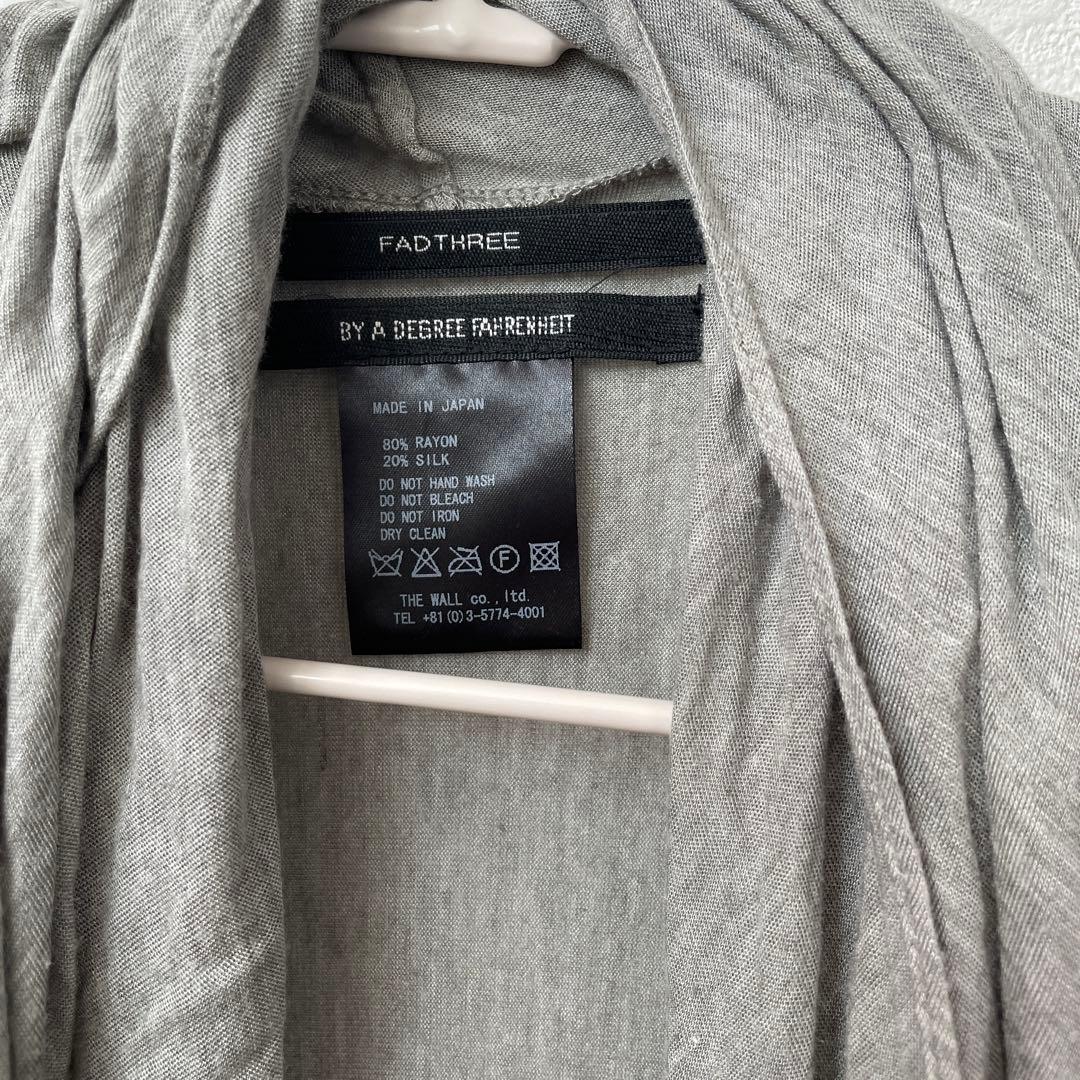 FADTHREE
BY A DEGREE FAHRENHEIT
MADE IN JAPAN
80% RAYON
20% SILK
DO NOT HAND WASH
DO NOT BLEACH
DO NOT IRON
DRY CLEAN
F
THE WALL co., ltd.
TEL +81(0)3-5774-4001